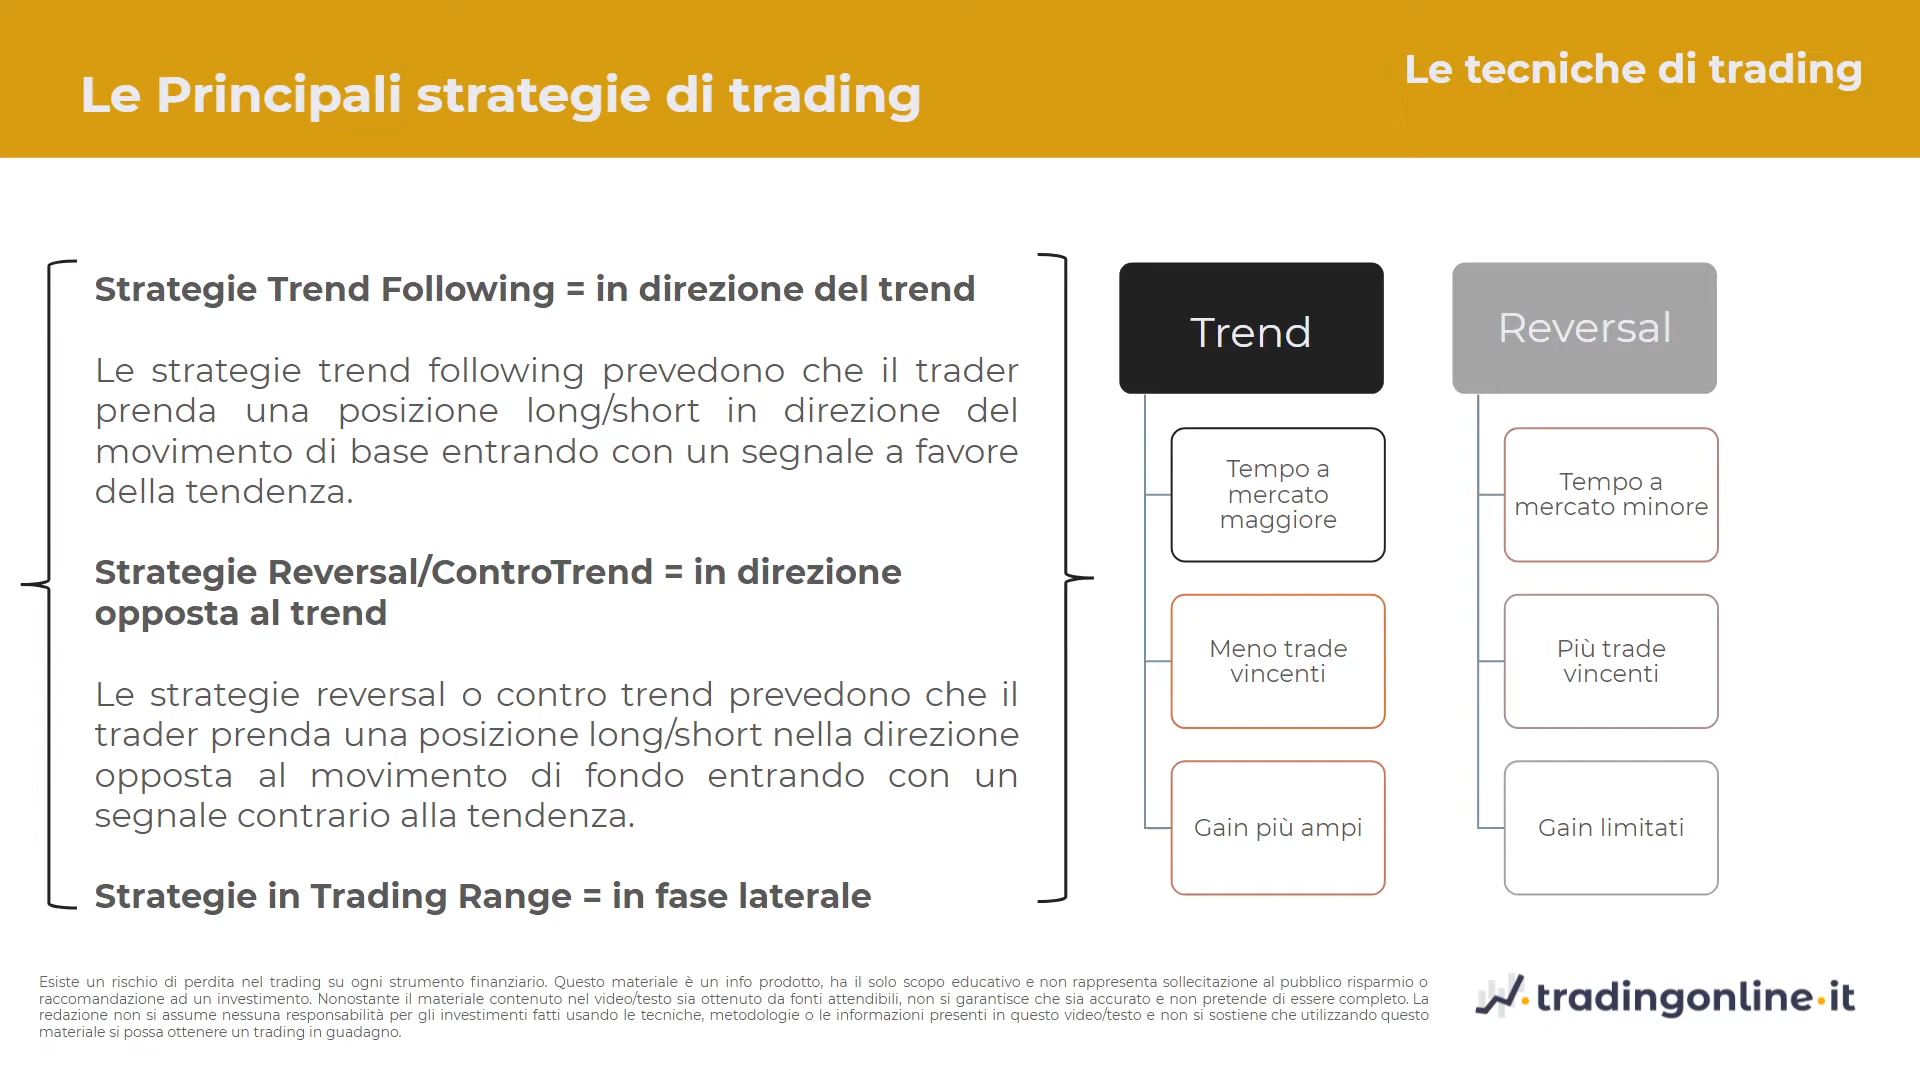 Le Principali strategie di trading
Le tecniche di trading
Strategie Trend Following = in direzione del trend
Le strategie trend following prevedono che il trader
prenda una posizione long/short in direzione del
movimento di base entrando con un segnale a favore
della tendenza.
Strategie Reversal/ControTrend = in direzione
opposta al trend
Le strategie reversal o contro trend prevedono che il
trader prenda una posizione long/short nella direzione
opposta al movimento di fondo entrando con un
segnale contrario alla tendenza.
Strategie in Trading Range = in fase laterale
Trend
Tempo a
mercato
maggiore
Meno trade
vincenti
Gain più ampi
Reversal
Tempo a
mercato minore
Più trade
vincenti
Gain limitati
Esiste un rischio di perdita nel trading su ogni strumento finanziario. Questo materiale è un info prodotto, ha il solo scopo educativo e non rappresenta sollecitazione al pubblico risparmio o
raccomandazione ad un investimento. Nonostante il materiale contenuto nel video/testo sia ottenuto da fonti attendibili, non si garantisce che sia accurato e non pretende di essere completo. La
redazione non si assume nessuna responsabilità per gli investimenti fatti usando le tecniche, metodologie o le informazioni presenti in questo video/testo e non si sostiene che utilizzando questo
materiale si possa ottenere un trading in guadagno.
tradingonline.it